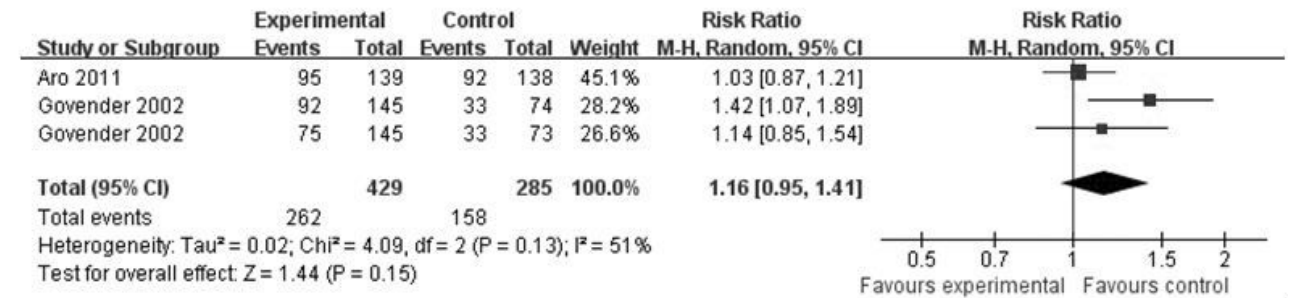 Experimental Control Risk Ratio Risk Ratio
Study or Subgroup Events Total Events Total Weight M-H, Random, 95% CI M-H, Random, 95% CI
Aro 2011 95 139 92 138 45.1% 1.03 [0.87, 1.21]
Govender 2002 92 145 33 74 28.2% 1.42 [1.07, 1.89]
Govender 2002 75 145 33 73 26.6% 1.14 [0.85, 1.54]
Total (95% CI) 429 285 100.0% 1.16 [0.95, 1.41]
Total events 262 158
Heterogeneity: Tau² = 0.02; Chi² = 4.09, df = 2 (P = 0.13); I² = 51%
Test for overall effect: Z = 1.44 (P = 0.15)
0.5 0.7 1 1.5 2
Favours experimental Favours control